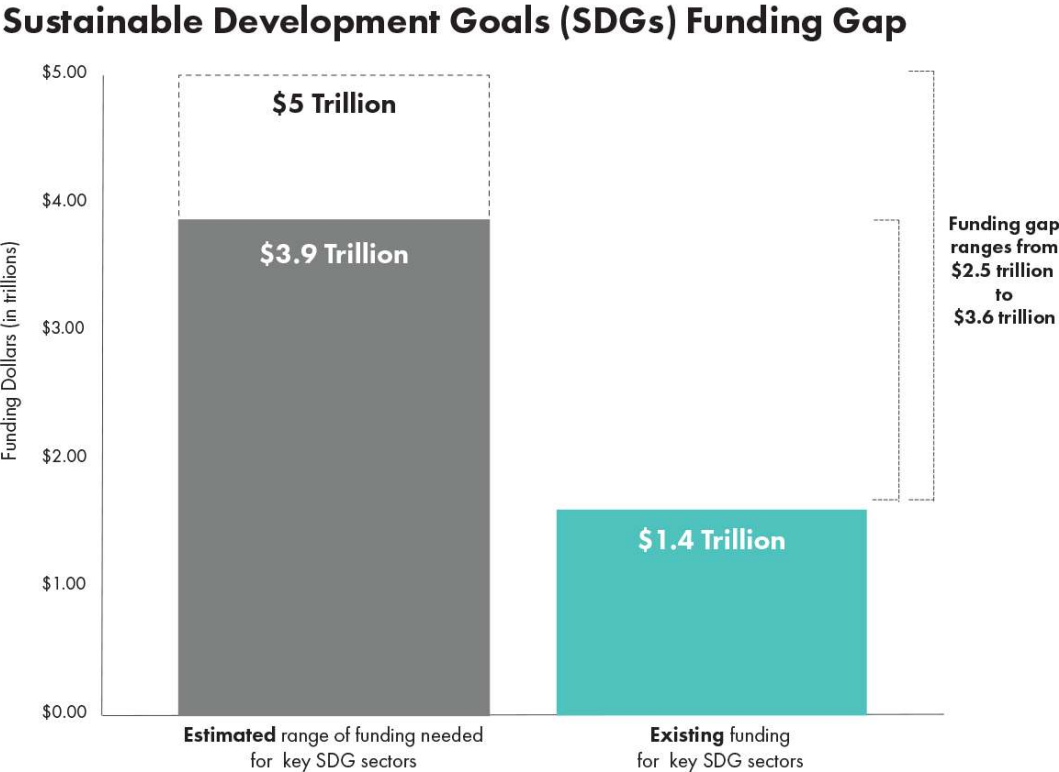 Sustainable Development Goals (SDGs) Funding Gap
$5.00
$4.00
$3.00
$2.00
$1.00
$0.00
Funding Dollars (in trillions)
$5 Trillion
$3.9 Trillion
$1.4 Trillion
Funding gap
ranges from
$2.5 trillion
to
$3.6 trillion
Estimated range of funding needed
for key SDG sectors
Existing funding
for key SDG sectors